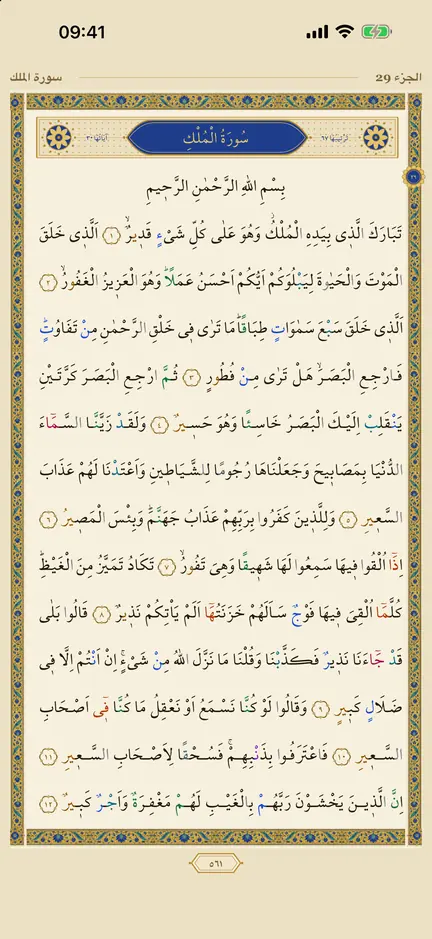 09:41
سورة الملك
الجزء 29
آياتها ٣٠
سُورَةُ الْمُلْكِ
ترتيبها ٦٧
٢٩
بِسْمِ اللهِ الرَّحْمٰنِ الرَّحٖيمِ
تَبَارَكَ الَّذٖى بِيَدِهِ الْمُلْكُۘ وَهُوَ عَلٰى كُلِّ شَىْءٍ قَدٖيرٌۙ ﴿١﴾ اَلَّذٖى خَلَقَ
الْمَوْتَ وَالْحَيٰوةَ لِيَبْلُوَكُمْ اَيُّكُمْ اَحْسَنُ عَمَلًاؕ وَهُوَ الْعَزٖيزُ الْغَفُورُۙ ﴿٢﴾
اَلَّذٖى خَلَقَ سَبْعَ سَمٰوَاتٍ طِبَاقًاؕ مَا تَرٰى فٖى خَلْقِ الرَّحْمٰنِ مِنْ تَفَاوُتٍؕ
فَارْجِعِ الْبَصَرَۙ هَلْ تَرٰى مِنْ فُطُورٍ ﴿٣﴾ ثُمَّ ارْجِعِ الْبَصَرَ كَرَّتَيْنِ
يَنْقَلِبْ اِلَيْكَ الْبَصَرُ خَاسِئًا وَهُوَ حَسٖيرٌ ﴿٤﴾ وَلَقَدْ زَيَّنَّا السَّمَٓاءَ
الدُّنْيَا بِمَصَابٖيحَ وَجَعَلْنَاهَا رُجُومًا لِلشَّيَاطٖينِ وَاَعْتَدْنَا لَهُمْ عَذَابَ
السَّعٖيرِ ﴿٥﴾ وَلِلَّذٖينَ كَفَرُوا بِرَبِّهِمْ عَذَابُ جَهَنَّمَؕ وَبِئْسَ الْمَصٖيرُ ﴿٦﴾
اِذَٓا اُلْقُوا فٖيهَا سَمِعُوا لَهَا شَهٖيقًا وَهِىَ تَفُورُۙ ﴿٧﴾ تَكَادُ تَمَيَّزُ مِنَ الْغَيْظِؕ
كُلَّمَٓا اُلْقِىَ فٖيهَا فَوْجٌ سَاَلَهُمْ خَزَنَتُهَٓا اَلَمْ يَاْتِكُمْ نَذٖيرٌ ﴿٨﴾ قَالُوا بَلٰى
قَدْ جَٓاءَنَا نَذٖيرٌ فَكَذَّبْنَا وَقُلْنَا مَا نَزَّلَ اللهُ مِنْ شَىْءٍۚ اِنْ اَنْتُمْ اِلَّا فٖى
ضَلَالٍ كَبٖيرٍ ﴿٩﴾ وَقَالُوا لَوْ كُنَّا نَسْمَعُ اَوْ نَعْقِلُ مَا كُنَّا فٖٓى اَصْحَابِ
السَّعٖيرِ ﴿١٠﴾ فَاعْتَرَفُوا بِذَنْبِهِمْۚ فَسُحْقًا لِاَصْحَابِ السَّعٖيرِ ﴿١١﴾
اِنَّ الَّذٖينَ يَخْشَوْنَ رَبَّهُمْ بِالْغَيْبِ لَهُمْ مَغْفِرَةٌ وَاَجْرٌ كَبٖيرٌ ﴿١٢﴾
٥٦١